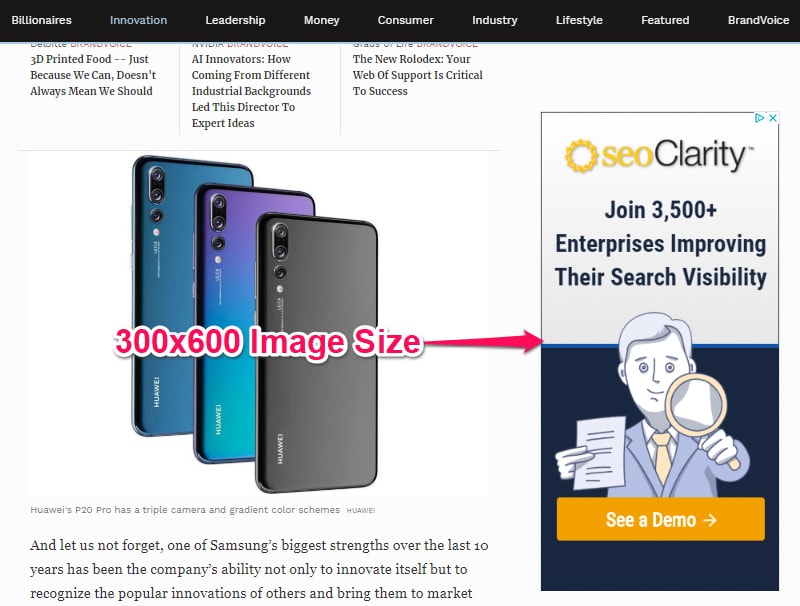 Billionaires Innovation Leadership Money Consumer Industry Lifestyle Featured BrandVoice
Deloitte BRANDVOICE
3D Printed Food -- Just
Because We Can, Doesn't
Always Mean We Should
NVIDIA BRANDVOICE
AI Innovators: How
Coming From Different
Industrial Backgrounds
Led This Director To
Expert Ideas
Grads of Life BRANDVOICE
The New Rolodex: Your
Web Of Support Is Critical
To Success
LEICA
HUAWEI
LEICA
HUAWEI
LEICA
HUAWEI
300x600 Image Size
Huawei's P20 Pro has a triple camera and gradient color schemes HUAWEI
And let us not forget, one of Samsung's biggest strengths over the last 10
years has been the company's ability not only to innovate itself but to
recognize the popular innovations of others and bring them to market
seoClarity™
Join 3,500+
Enterprises Improving
Their Search Visibility
See a Demo →